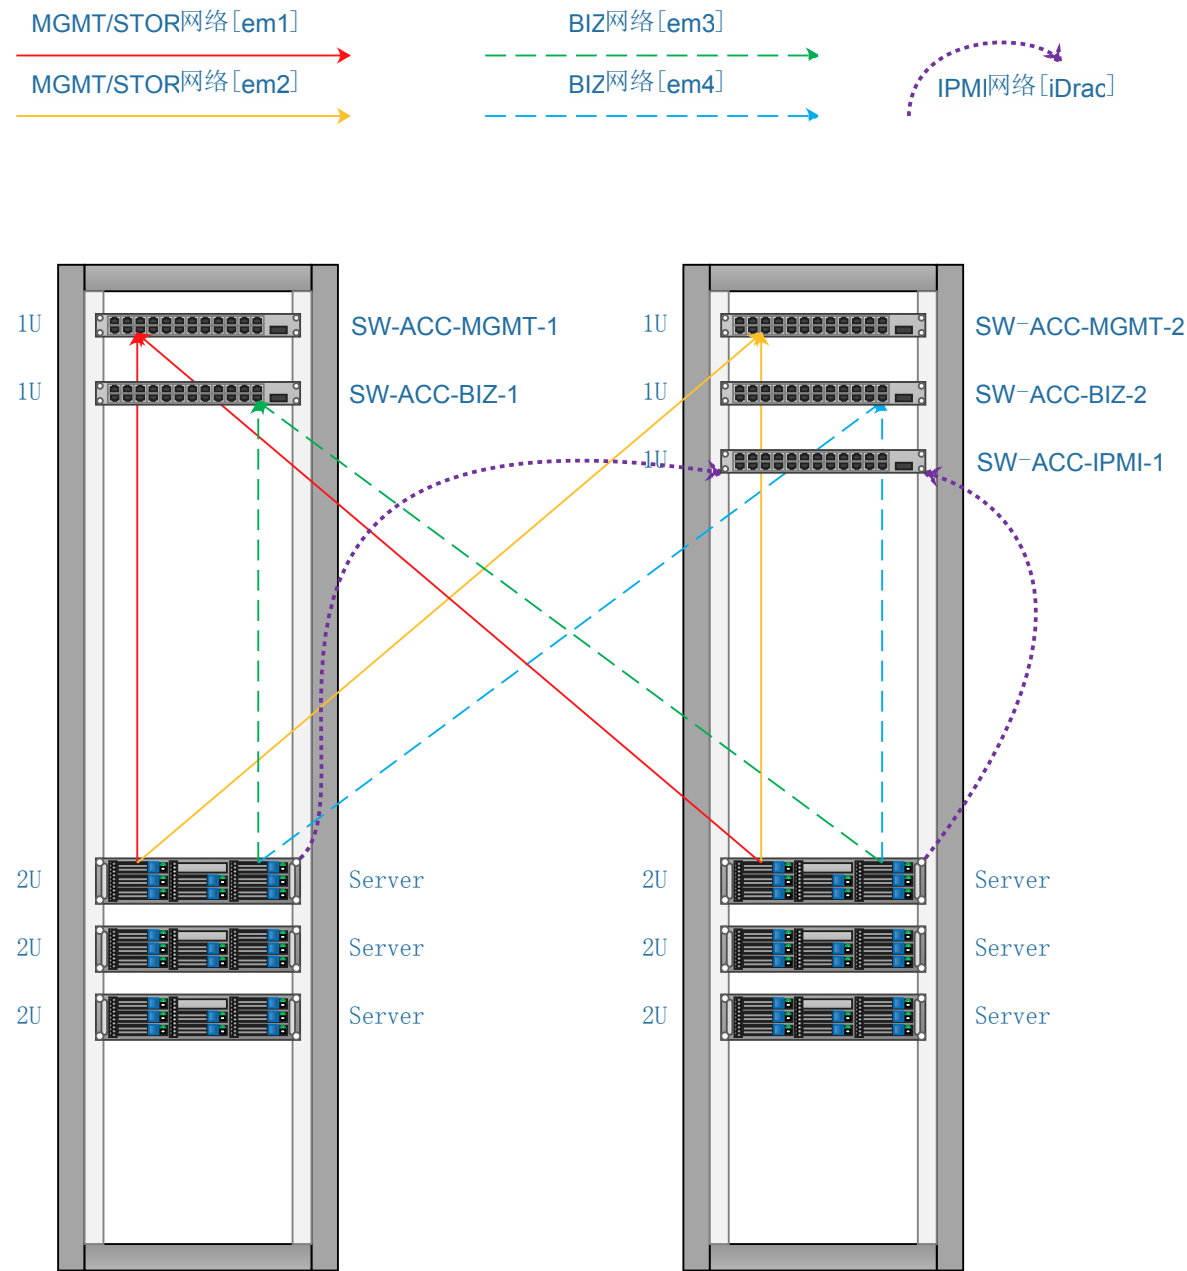 MGMT/STOR网络[em1]
BIZ网络[em3]
MGMT/STOR网络[em2]
BIZ网络[em4]
IPMI网络[iDrac]
1U
SW-ACC-MGMT-1
1U
SW-ACC-MGMT-2
1U
SW-ACC-BIZ-1
1U
SW-ACC-BIZ-2
1U
SW-ACC-IPMI-1
2U
Server
2U
Server
2U
Server
2U
Server
2U
Server
2U
Server